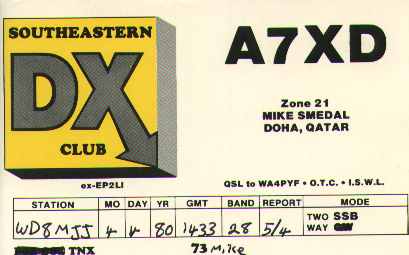 SOUTHEASTERN
DX
CLUB
A7XD
Zone 21
MIKE SMEDAL
DOHA, QATAR
ex-EP2LI
QSL to WA4PYF • O.T.C. • I.S.W.L.
STATION MO DAY YR GMT BAND REPORT MODE
WD8MJJ 4 4 80 1433 28 5/4 TWO WAY SSB
TNX 73 Mike